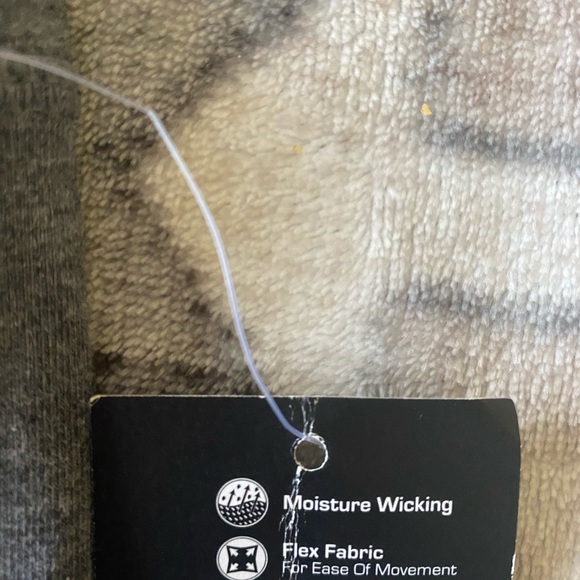 Moisture Wicking
Flex Fabric
For Ease Of Movement